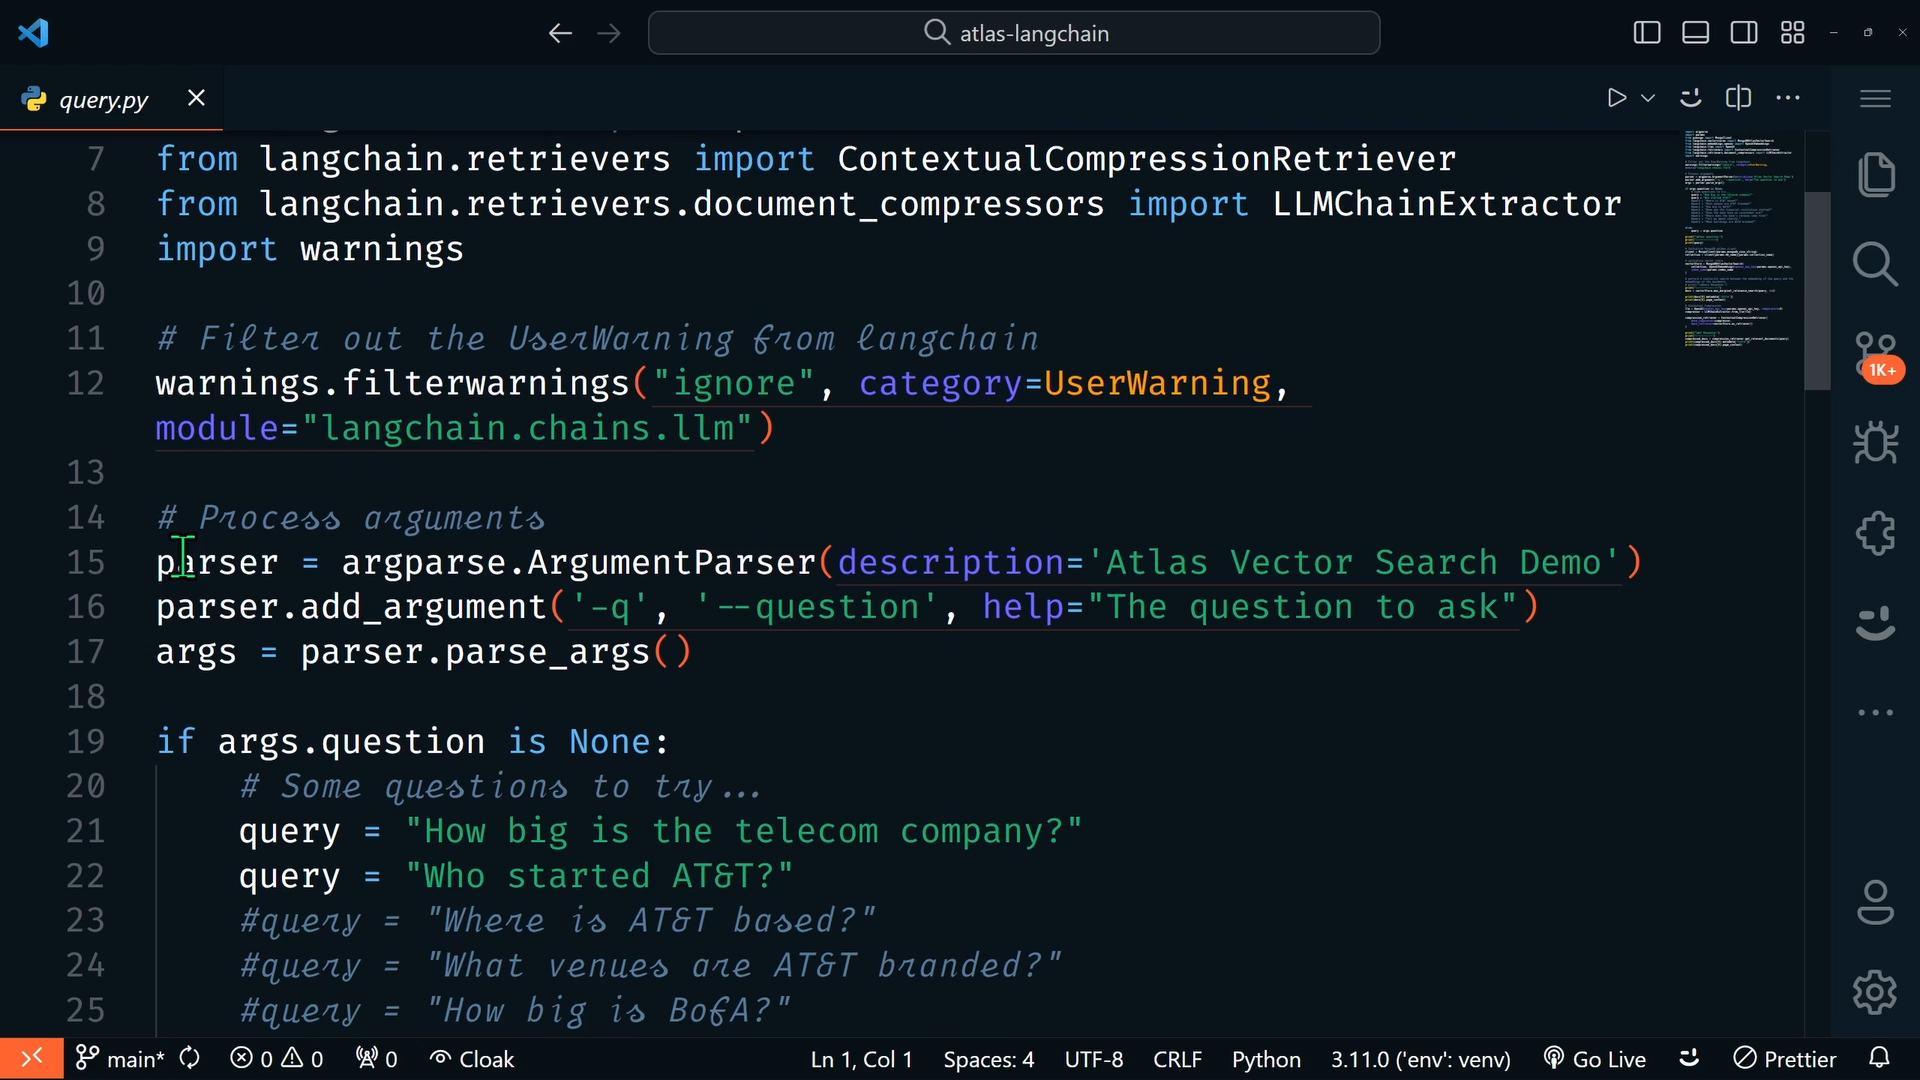 atlas-langchain
query.py
7 from langchain.retrievers import ContextualCompressionRetriever
8 from langchain.retrievers.document_compressors import LLMChainExtractor
9 import warnings
10
11 # Filter out the UserWarning from langchain
12 warnings.filterwarnings("ignore", category=UserWarning,
module="langchain.chains.llm")
13
14 # Process arguments
15 parser = argparse.ArgumentParser(description='Atlas Vector Search Demo')
16 parser.add_argument('-q', '--question', help="The question to ask")
17 args = parser.parse_args()
18
19 if args.question is None:
20 # Some questions to try...
21 query = "How big is the telecom company?"
22 query = "Who started AT&T?"
23 #query = "Where is AT&T based?"
24 #query = "What venues are AT&T branded?"
25 #query = "How big is BofA?"
1K+
main* 0 0 0 Cloak Ln 1, Col 1 Spaces: 4 UTF-8 CRLF Python 3.11.0 ('env': venv) Go Live Prettier